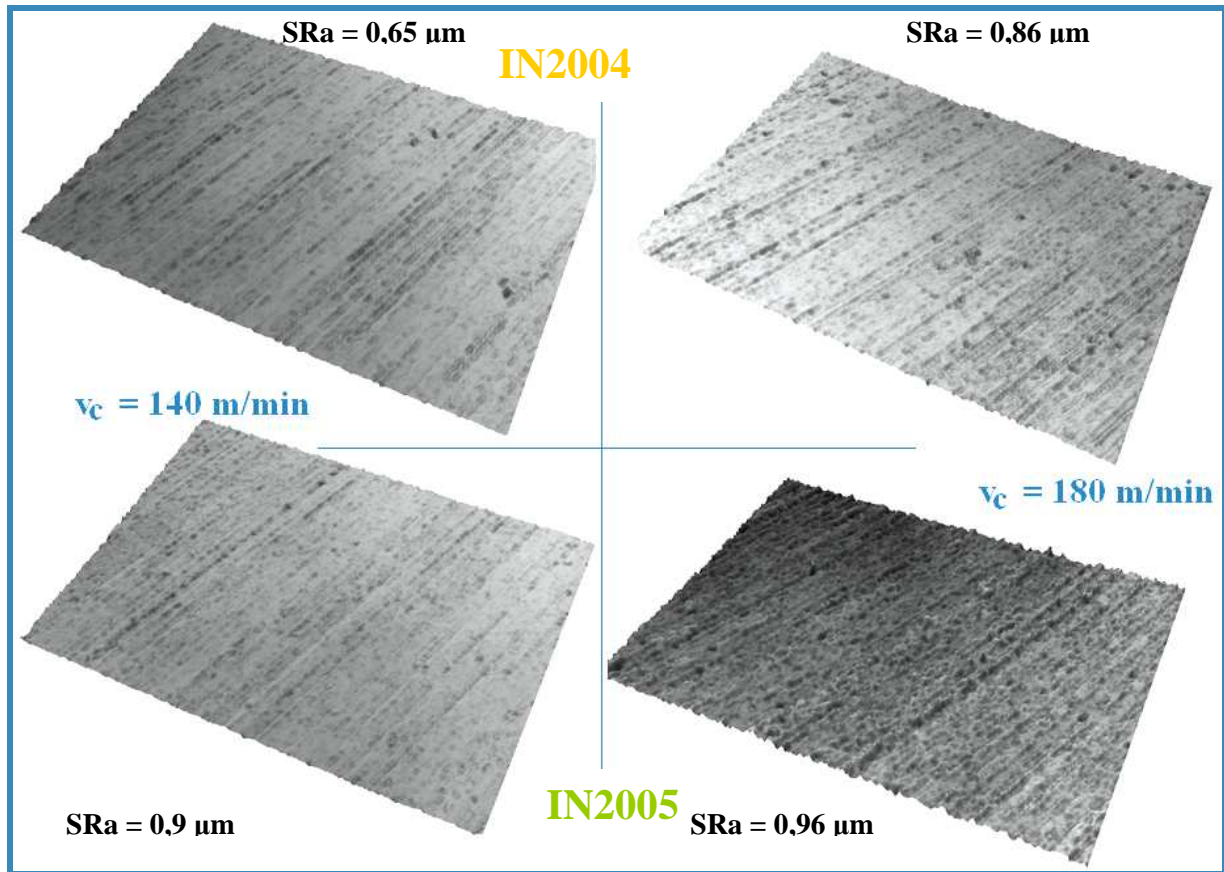 SRa = 0,65 µm
SRa = 0,86 µm
IN2004
vc = 140 m/min
vc = 180 m/min
IN2005
SRa = 0,9 µm
SRa = 0,96 µm